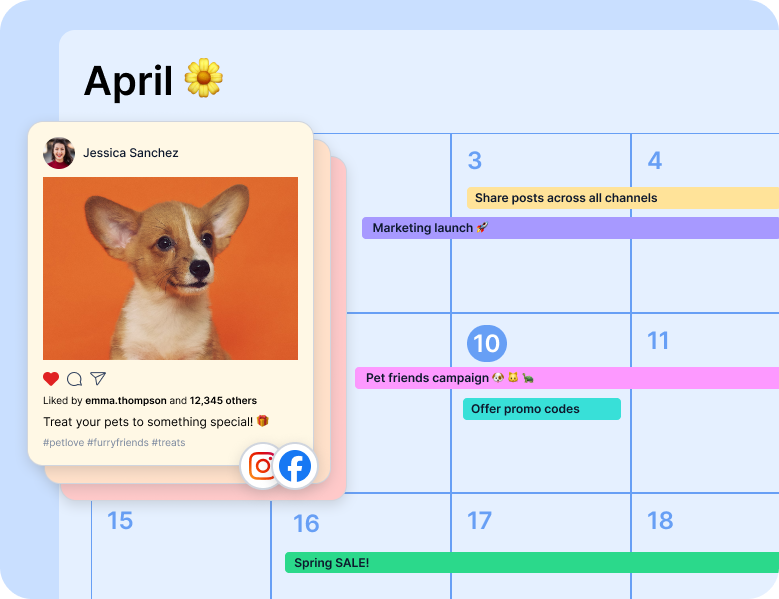 April 🌼
Jessica Sanchez
Liked by emma.thompson and 12,345 others
Treat your pets to something special! 🎁
#petlove #furryfriends #treats
3
4
Share posts across all channels
Marketing launch 🚀
10
11
Pet friends campaign 🐶🐱🐛
Offer promo codes
15
16
17
18
Spring SALE!